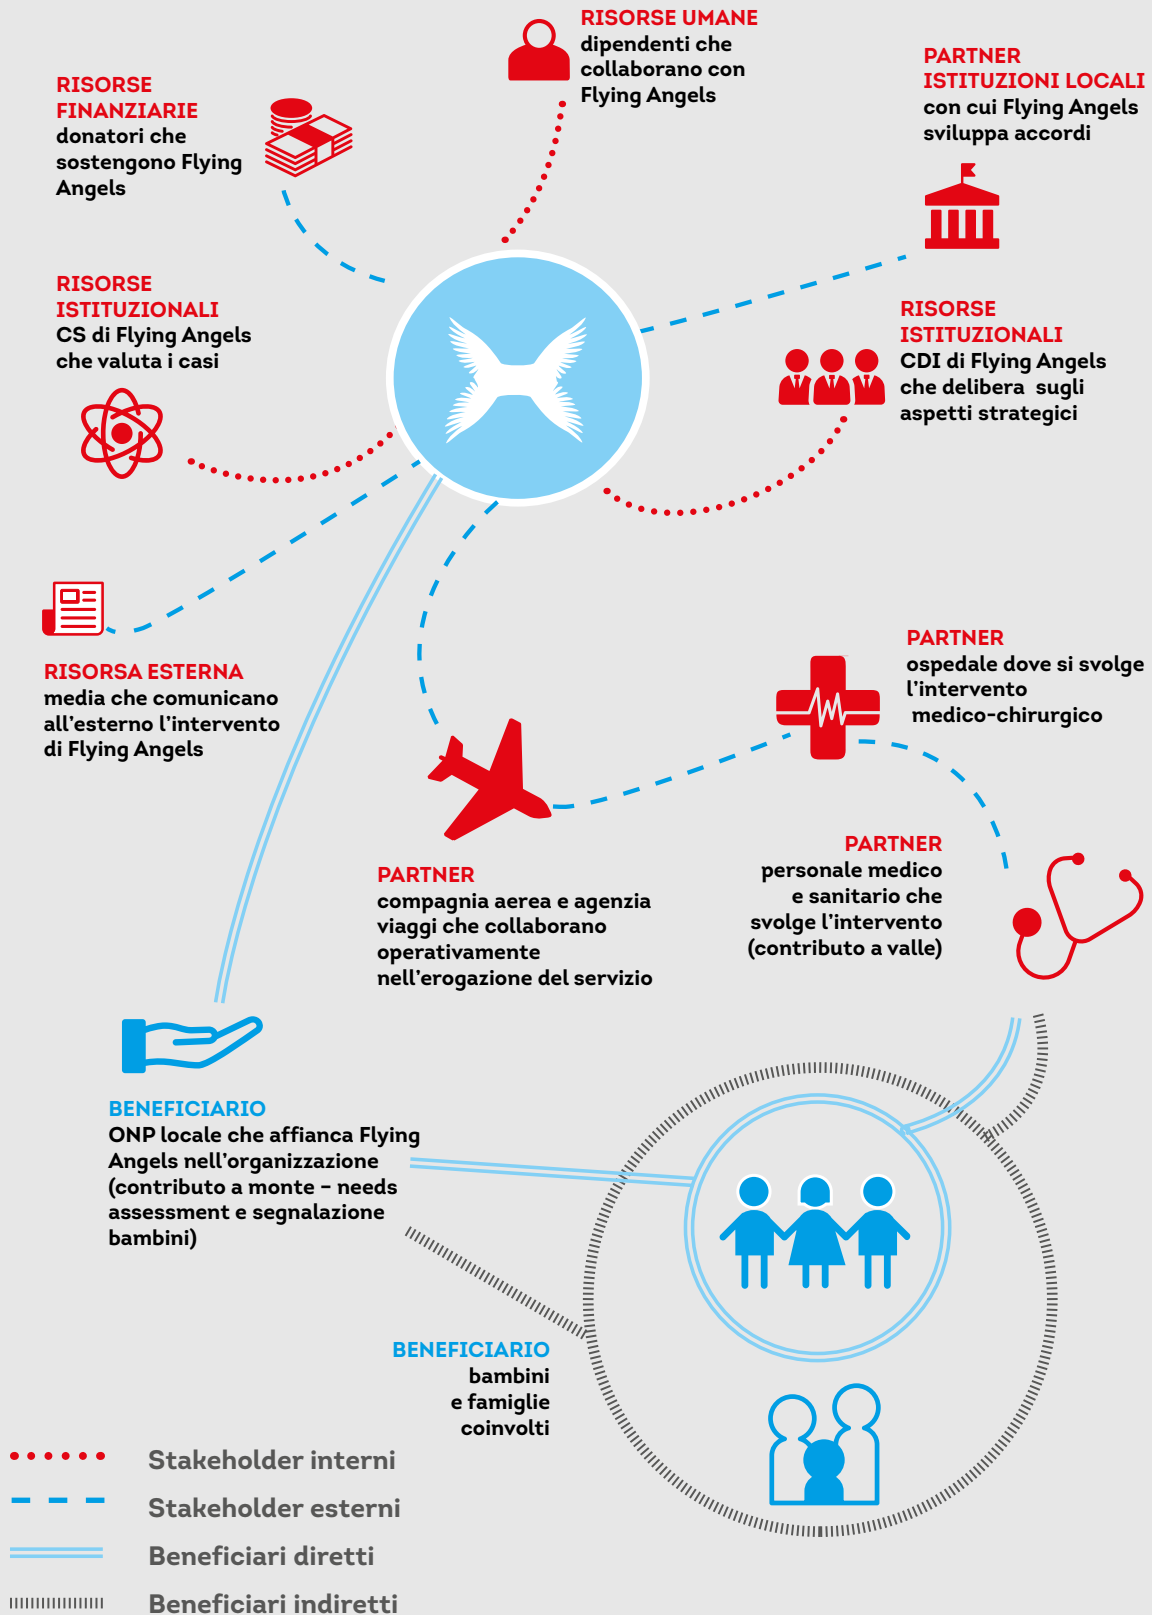 RISORSE UMANE
dipendenti che
collaborano con
Flying Angels
PARTNER
ISTITUZIONI LOCALI
con cui Flying Angels
sviluppa accordi
RISORSE
FINANZIARIE
donatori che
sostengono Flying
Angels
RISORSE
ISTITUZIONALI
CS di Flying Angels
che valuta i casi
RISORSE
ISTITUZIONALI
CDI di Flying Angels
che delibera sugli
aspetti strategici
RISORSA ESTERNA
media che comunicano
all'esterno l'intervento
di Flying Angels
PARTNER
ospedale dove si svolge
l'intervento
medico-chirurgico
PARTNER
compagnia aerea e agenzia
viaggi che collaborano
operativamente
nell'erogazione del servizio
PARTNER
personale medico
e sanitario che
svolge l'intervento
(contributo a valle)
BENEFICIARIO
ONP locale che affianca Flying
Angels nell'organizzazione
(contributo a monte – needs
assessment e segnalazione
bambini)
BENEFICIARIO
bambini
e famiglie
coinvolti
Stakeholder interni
Stakeholder esterni
Beneficiari diretti
Beneficiari indiretti